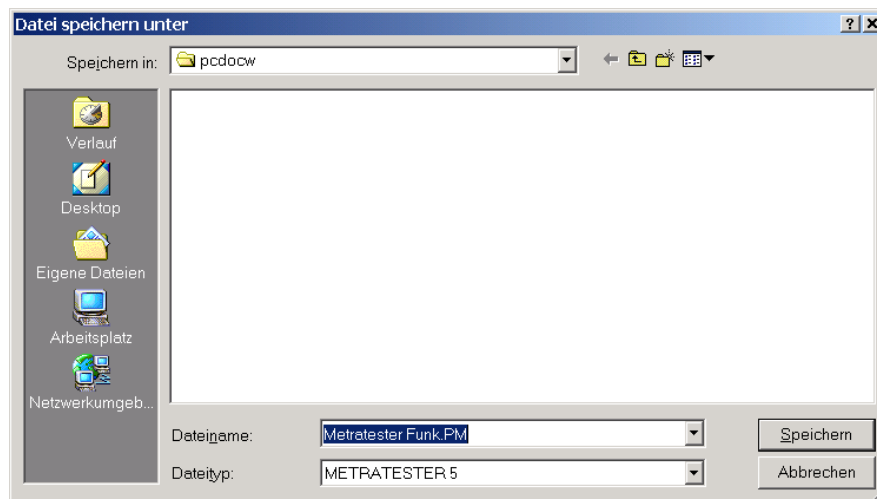 Datei speichern unter
Speichern in: pcdocw
Verlauf
Desktop
Eigene Dateien
Arbeitsplatz
Netzwerkumgeb...
Dateiname: Metratester Funk.PM Speichern
Dateityp: METRATESTER 5 Abbrechen